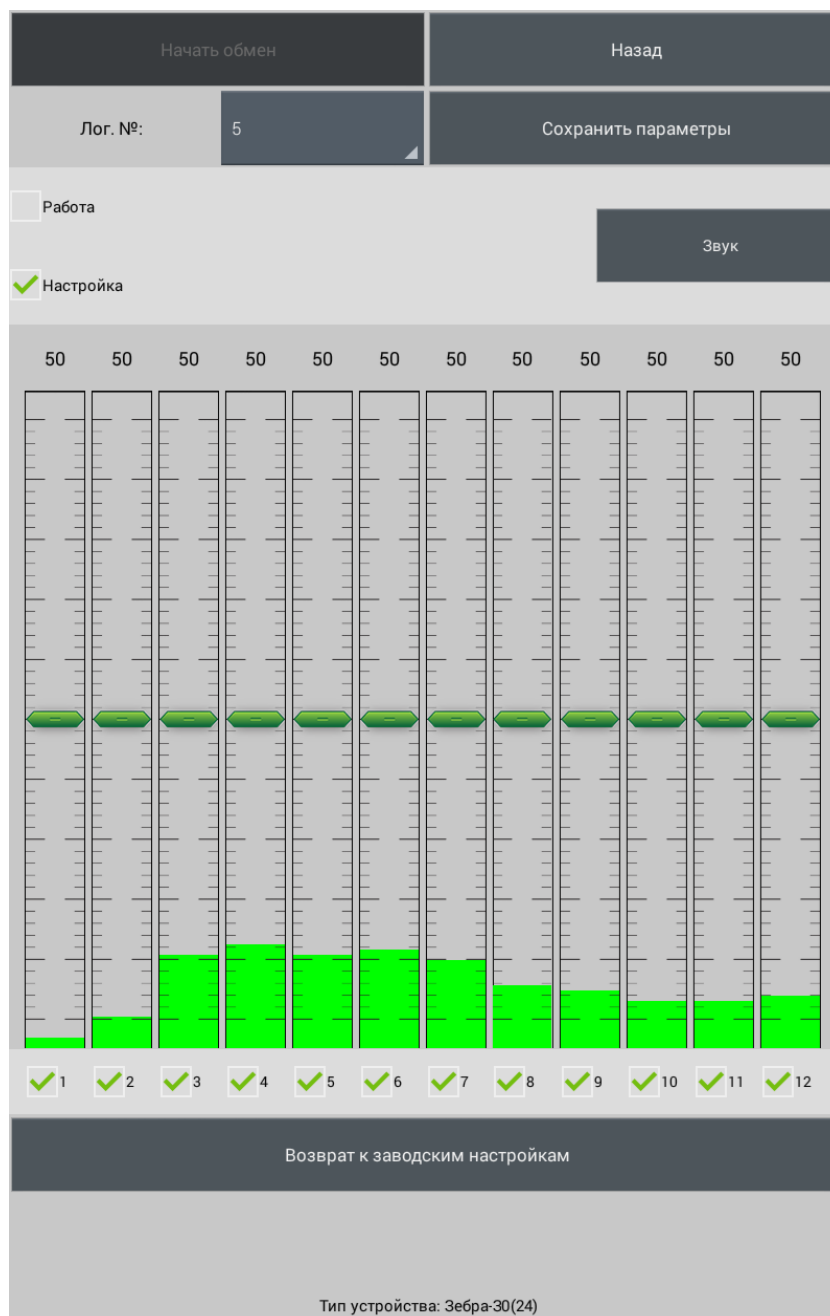 Начать обмен Назад
Лог. №: 5 Сохранить параметры
Работа
Звук
Настройка
50 50 50 50 50 50 50 50 50 50 50 50
1 2 3 4 5 6 7 8 9 10 11 12
Возврат к заводским настройкам
Тип устройства: Зебра-30(24)